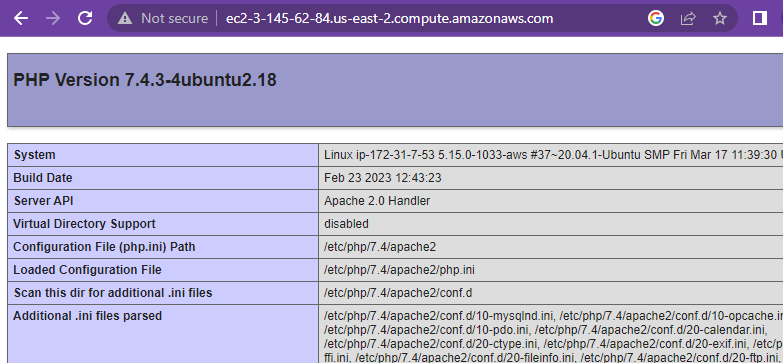 Not secure
ec2-3-145-62-84.us-east-2.compute.amazonaws.com
PHP Version 7.4.3-4ubuntu2.18
System Linux ip-172-31-7-53 5.15.0-1033-aws #37~20.04.1-Ubuntu SMP Fri Mar 17 11:39:30
Build Date Feb 23 2023 12:43:23
Server API Apache 2.0 Handler
Virtual Directory Support disabled
Configuration File (php.ini) Path /etc/php/7.4/apache2
Loaded Configuration File /etc/php/7.4/apache2/php.ini
Scan this dir for additional .ini files /etc/php/7.4/apache2/conf.d
Additional .ini files parsed /etc/php/7.4/apache2/conf.d/10-mysqlnd.ini, /etc/php/7.4/apache2/conf.d/10-opcache.in
/etc/php/7.4/apache2/conf.d/10-pdo.ini, /etc/php/7.4/apache2/conf.d/20-calendar.ini,
/etc/php/7.4/apache2/conf.d/20-ctype.ini, /etc/php/7.4/apache2/conf.d/20-exif.ini, /etc/p
ffi.ini, /etc/php/7.4/apache2/conf.d/20-fileinfo.ini, /etc/php/7.4/apache2/conf.d/20-ftp.ini,